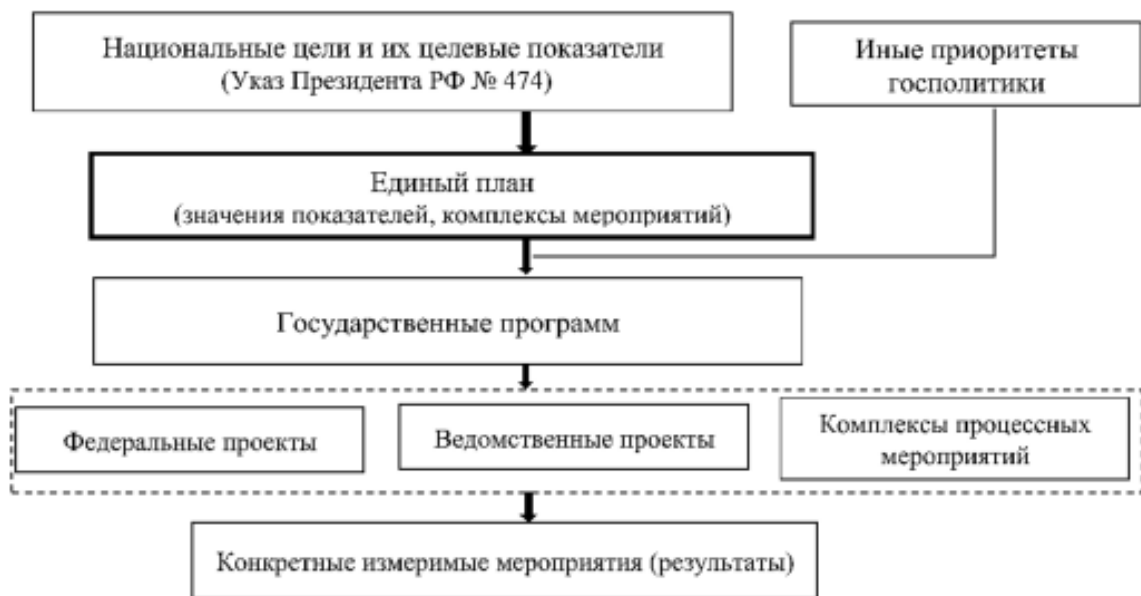 Национальные цели и их целевые показатели
(Указ Президента РФ № 474)
Иные приоритеты
госполитики
Единый план
(значения показателей, комплексы мероприятий)
Государственные программ
Федеральные проекты
Ведомственные проекты
Комплексы процессных
мероприятий
Конкретные измеримые мероприятия (результаты)